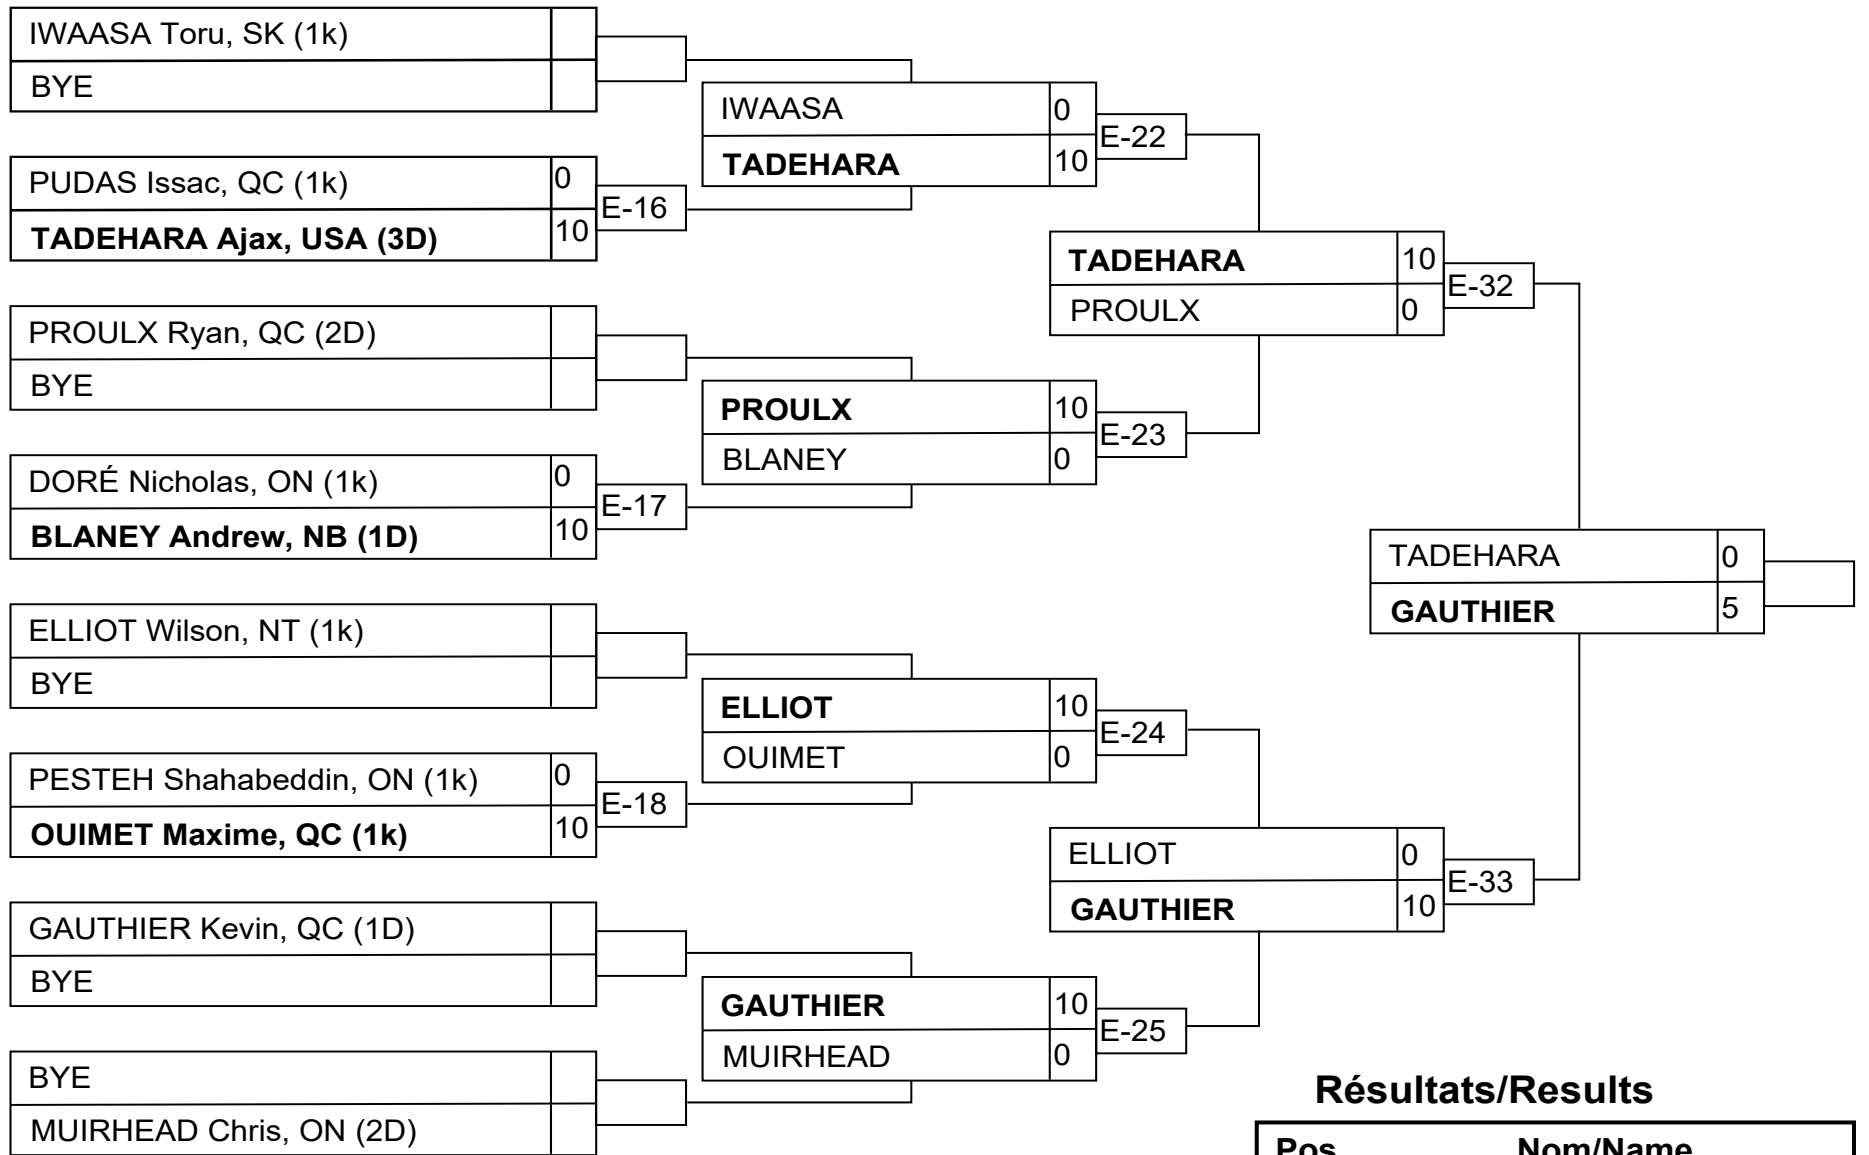 IWAASA Toru, SK (1k)
BYE
PUDAS Issac, QC (1k) 0
TADEHARA Ajax, USA (3D) 10
E-16
PROULX Ryan, QC (2D)
BYE
DORÉ Nicholas, ON (1k) 0
BLANEY Andrew, NB (1D) 10
E-17
ELLIOT Wilson, NT (1k)
BYE
PESTEH Shahabeddin, ON (1k) 0
OUIMET Maxime, QC (1k) 10
E-18
GAUTHIER Kevin, QC (1D)
BYE
BYE
MUIRHEAD Chris, ON (2D)
IWAASA 0
TADEHARA 10
E-22
PROULX 10
BLANEY 0
E-23
ELLIOT 10
OUIMET 0
E-24
GAUTHIER 10
MUIRHEAD 0
E-25
TADEHARA 10
PROULX 0
E-32
ELLIOT 0
GAUTHIER 10
E-33
TADEHARA 0
GAUTHIER 5
Résultats/Results
Pos Nom/Name